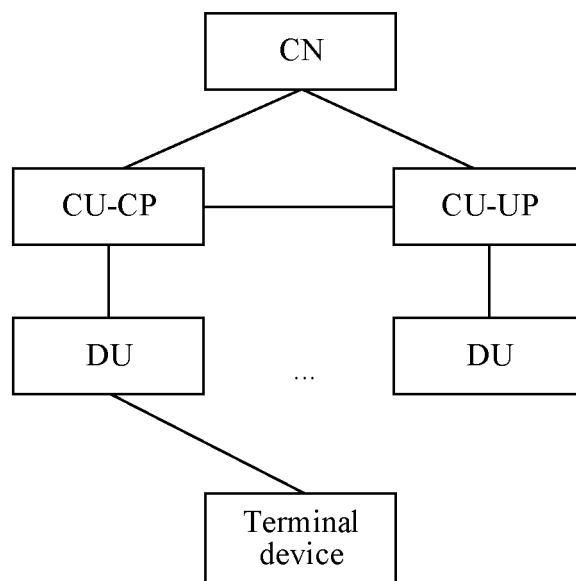 CN
CU-CP
CU-UP
DU
...
DU
Terminal
device